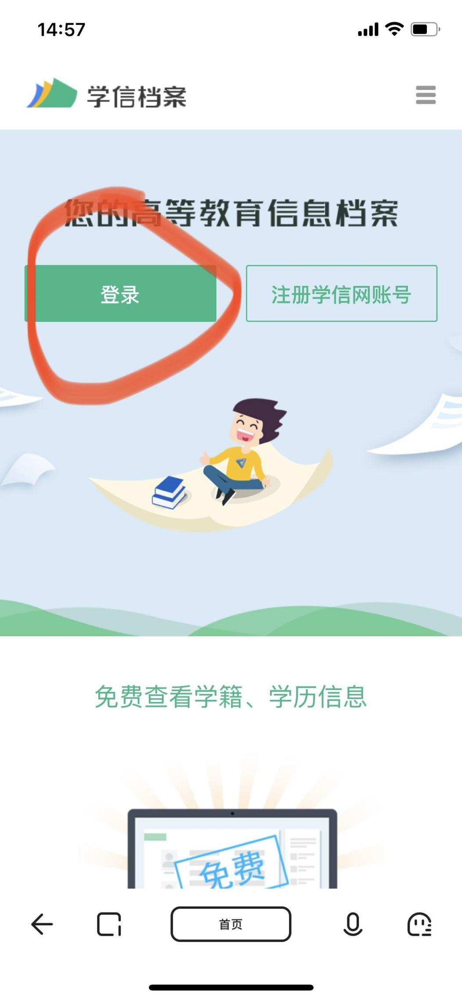 14:57
学信档案
您的高等教育信息档案
登录
注册学信网账号
免费查看学籍、学历信息
免费
首页